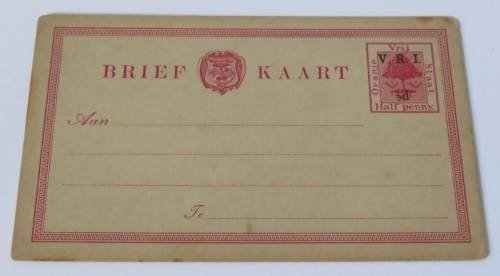 BRIEF KAART
Vrij
Oranje
V. R. I.
Staat.
½d
Half penny.
Aan
Te